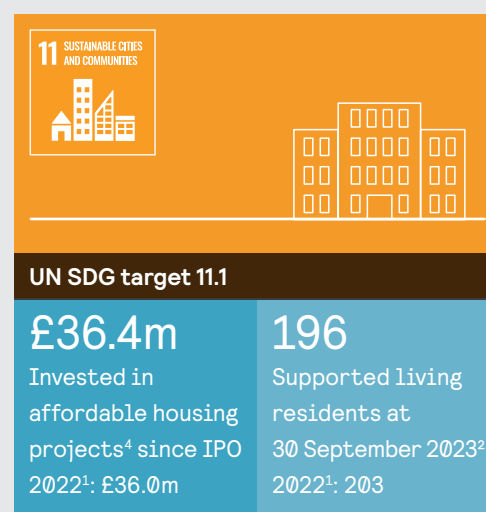 11 SUSTAINABLE CITIES
AND COMMUNITIES
UN SDG target 11.1
£36.4m
Invested in
affordable housing
projects⁴ since IPO
2022¹: £36.0m
196
Supported living
residents at
30 September 2023²
2022¹: 203